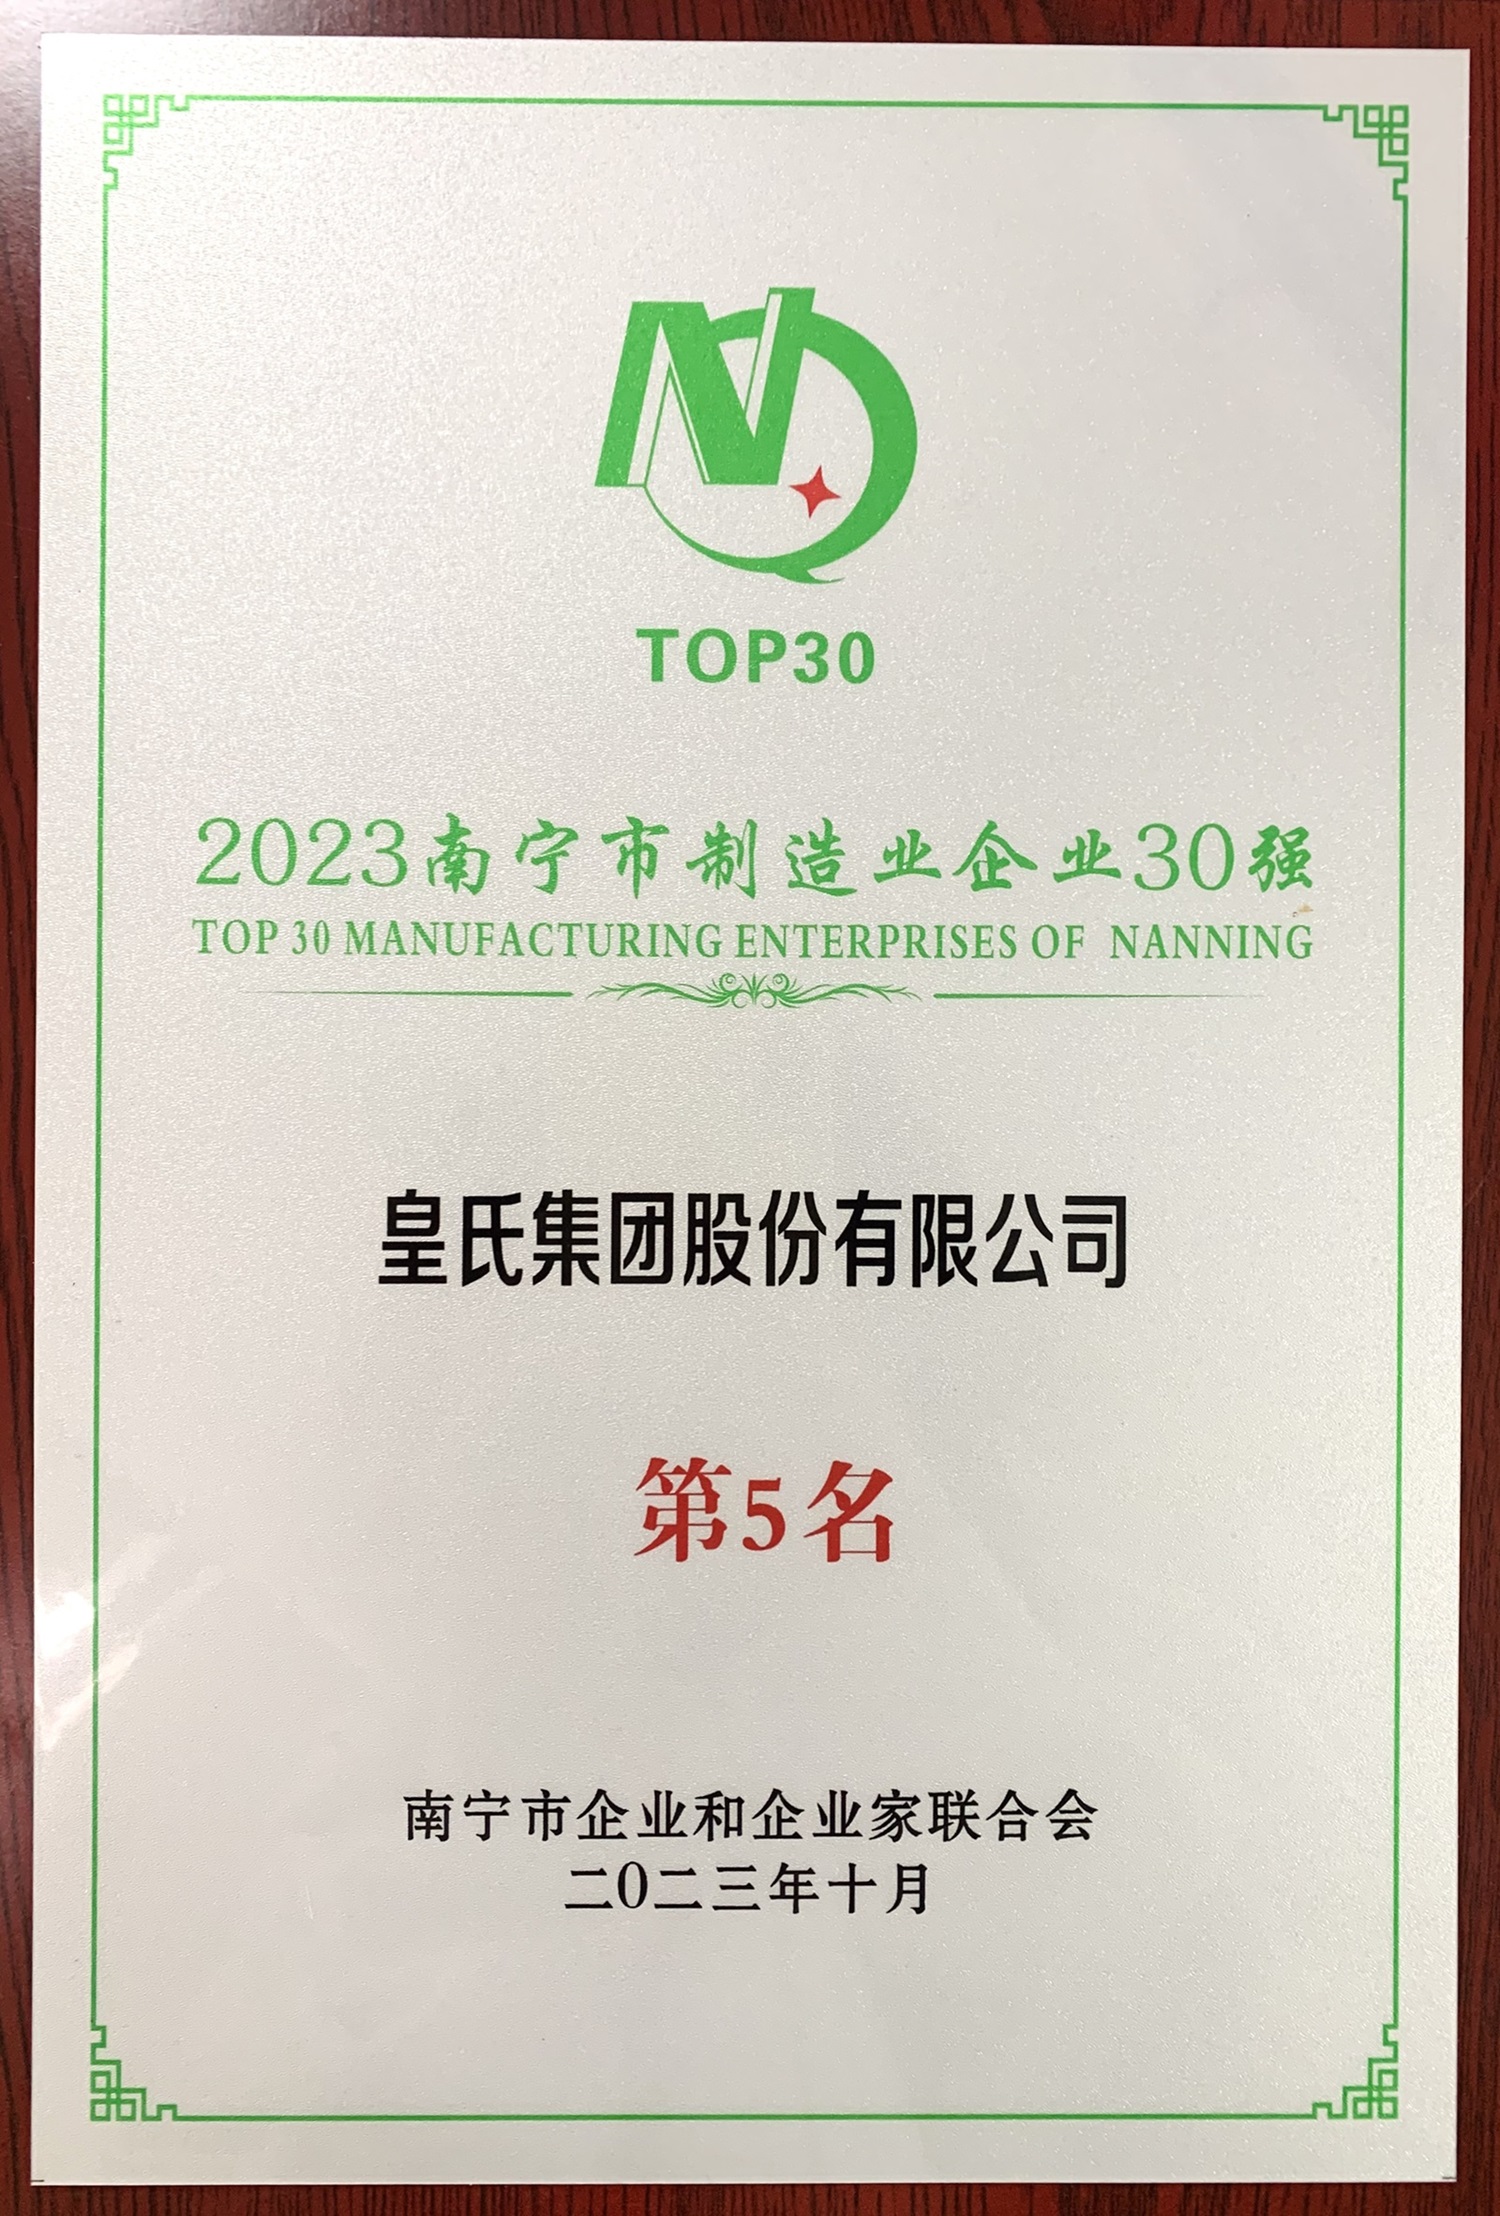 TOP30
2023南宁市制造业企业30强
TOP 30 MANUFACTURING ENTERPRISES OF NANNING
皇氏集团股份有限公司
第5名
南宁市企业和企业家联合会
二0二三年十月